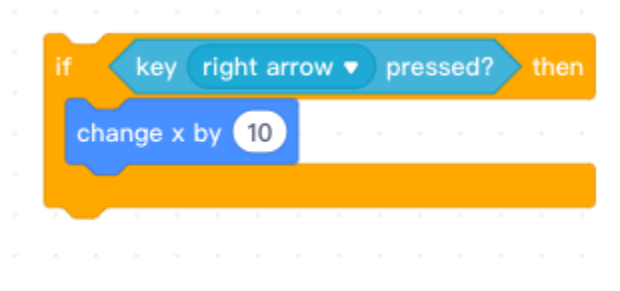 if key right arrow ▼ pressed? then
change x by 10